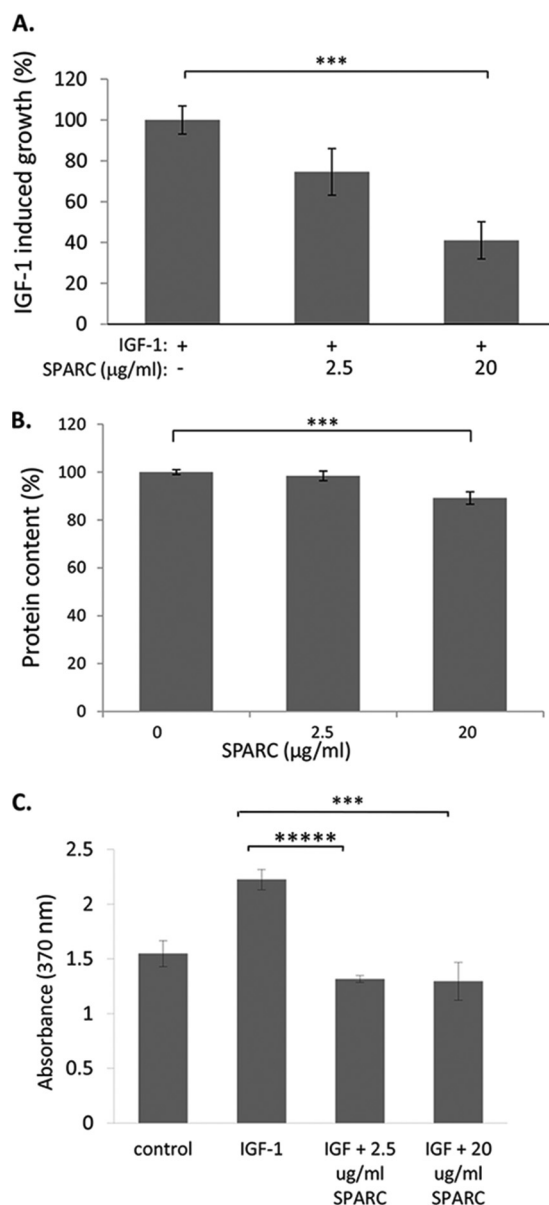 A.
***
IGF-1 induced growth (%)
120
100
80
60
40
20
0
IGF-1: + + +
SPARC (µg/ml): - 2.5 20
B.
***
Protein content (%)
120
100
80
60
40
20
0
0 2.5 20
SPARC (µg/ml)
C.
***
*****
Absorbance (370 nm)
2.5
2
1.5
1
0.5
0
control IGF-1 IGF + 2.5 IGF + 20
ug/ml ug/ml
SPARC SPARC